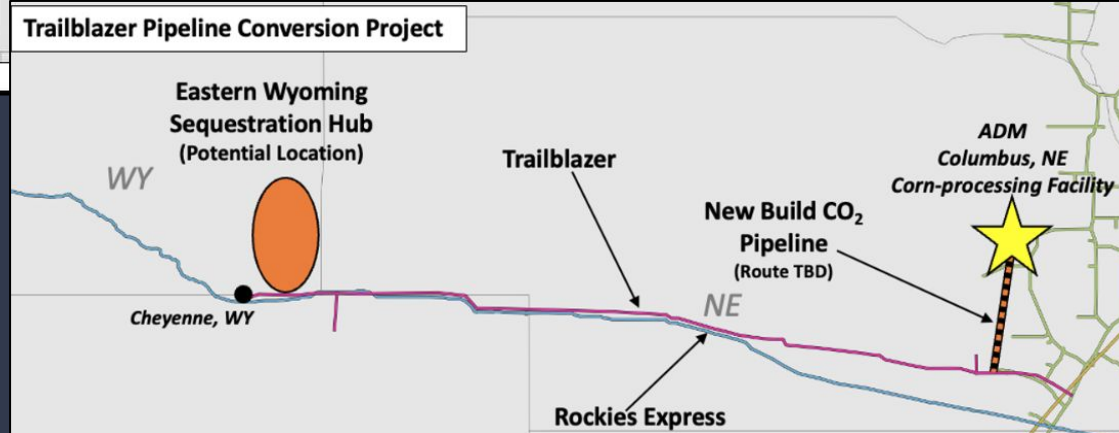 Trailblazer Pipeline Conversion Project
Eastern Wyoming
Sequestration Hub
(Potential Location)
WY
Trailblazer
ADM
Columbus, NE
Corn-processing Facility
New Build CO₂
Pipeline
(Route TBD)
NE
Cheyenne, WY
Rockies Express